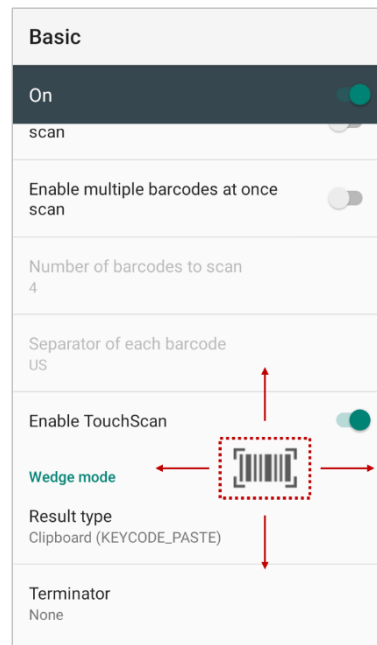 Basic
On
scan
Enable multiple barcodes at once
scan
Number of barcodes to scan
4
Separator of each barcode
US
Enable TouchScan
Wedge mode
Result type
Clipboard (KEYCODE_PASTE)
Terminator
None